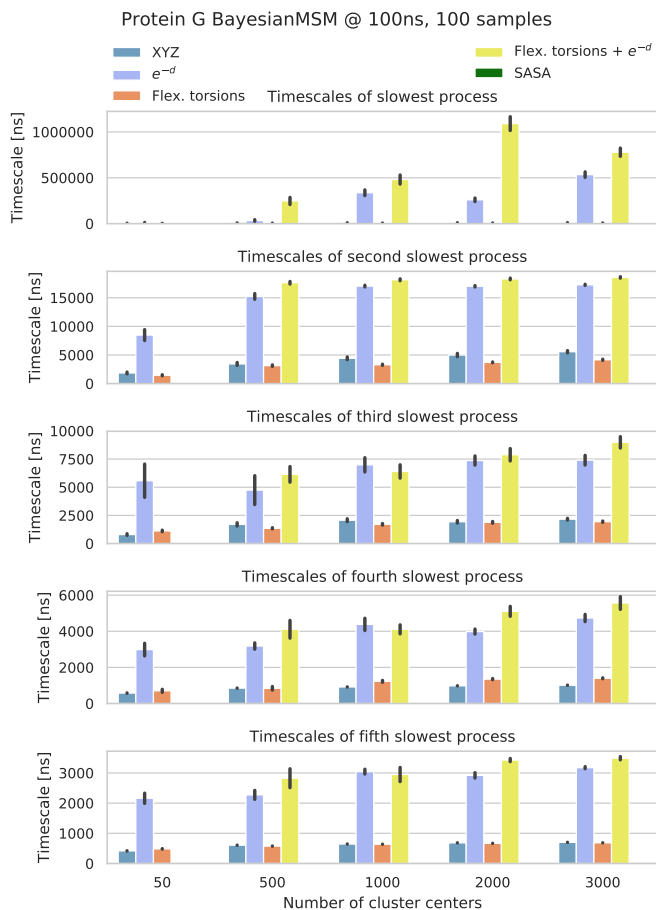 Protein G BayesianMSM @ 100ns, 100 samples
XYZ
e^{-d}
Flex. torsions
Flex. torsions + e^{-d}
SASA
Timescales of slowest process
Timescale [ns]
1000000
500000
0
Timescales of second slowest process
Timescale [ns]
15000
10000
5000
0
Timescales of third slowest process
Timescale [ns]
10000
7500
5000
2500
0
Timescales of fourth slowest process
Timescale [ns]
6000
4000
2000
0
Timescales of fifth slowest process
Timescale [ns]
3000
2000
1000
0
50 500 1000 2000 3000
Number of cluster centers